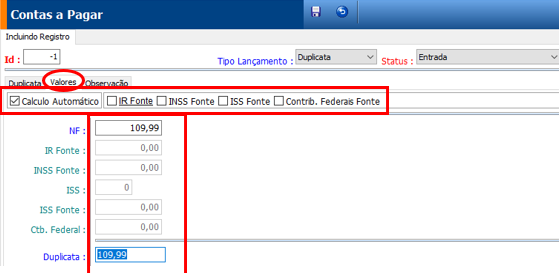 Contas a Pagar
Incluindo Registro
Id : -1 Tipo Lançamento : Duplicata Status : Entrada
Duplicata Valores Observação
Calculo Automático IR Fonte INSS Fonte ISS Fonte Contrib. Federais Fonte
NF : 109,99
IR Fonte : 0,00
INSS Fonte : 0,00
ISS : 0
ISS Fonte : 0,00
Ctb. Federal : 0,00
Duplicata : 109,99